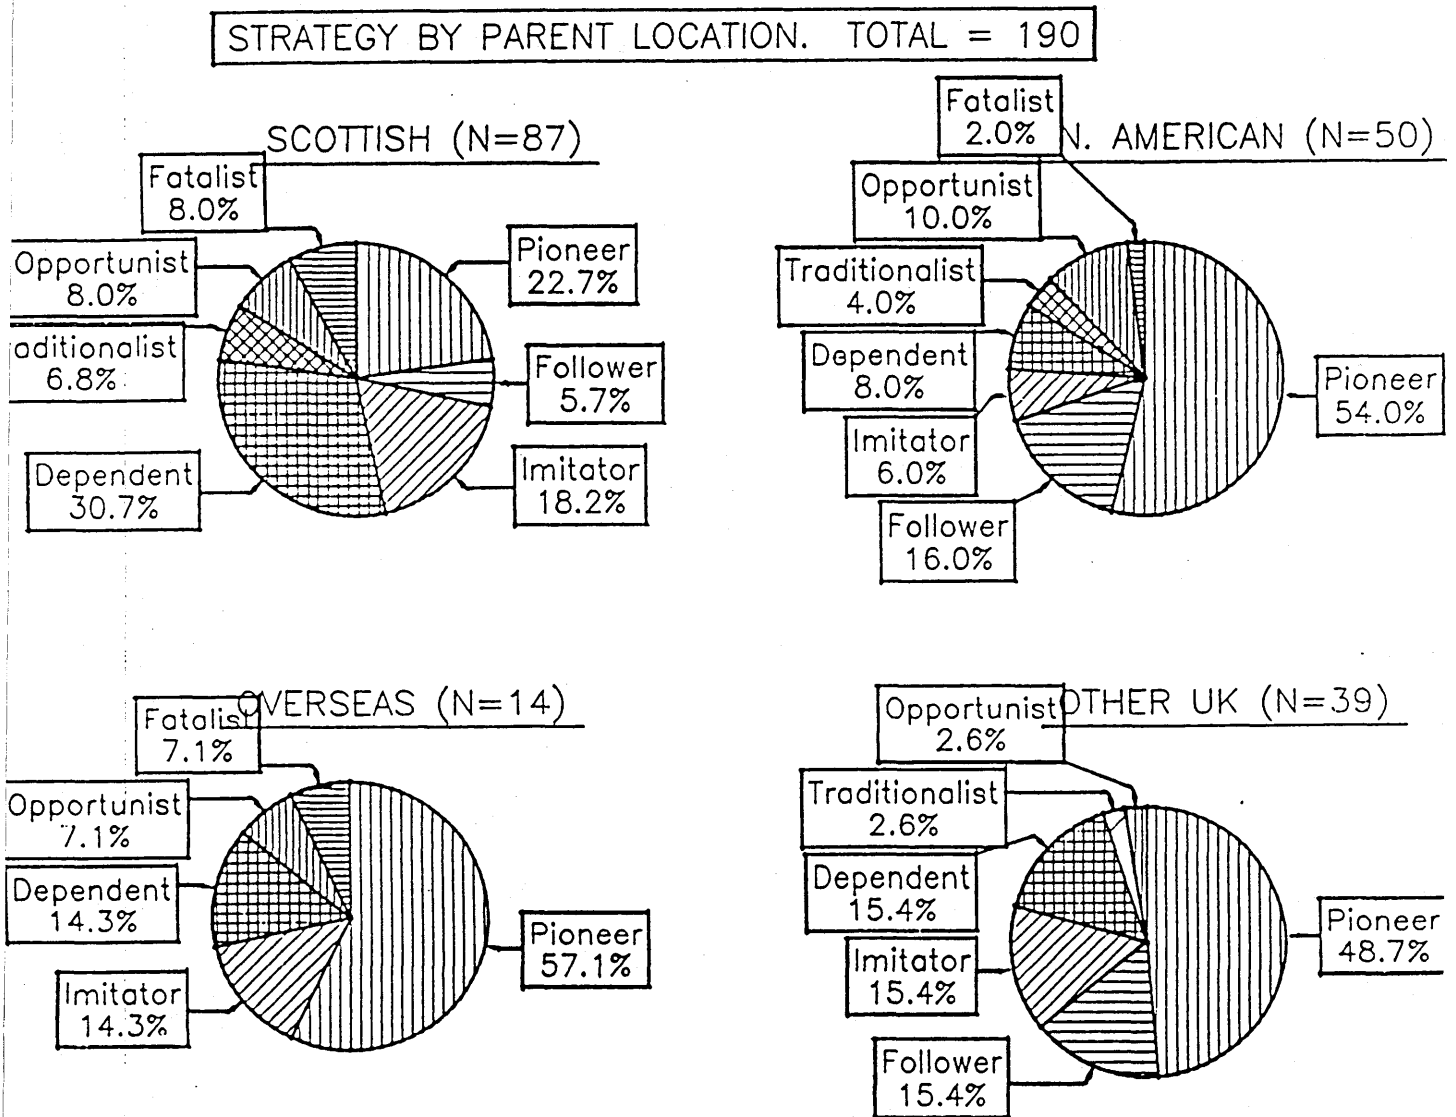 STRATEGY BY PARENT LOCATION. TOTAL = 190
SCOTTISH (N=87)
Fatalist
8.0%
Opportunist
8.0%
aditionalist
6.8%
Dependent
30.7%
Pioneer
22.7%
Follower
5.7%
Imitator
18.2%
N. AMERICAN (N=50)
Fatalist
2.0%
Opportunist
10.0%
Traditionalist
4.0%
Dependent
8.0%
Imitator
6.0%
Follower
16.0%
Pioneer
54.0%
OVERSEAS (N=14)
Fatalist
7.1%
Opportunist
7.1%
Dependent
14.3%
Imitator
14.3%
Pioneer
57.1%
OTHER UK (N=39)
Opportunist
2.6%
Traditionalist
2.6%
Dependent
15.4%
Imitator
15.4%
Follower
15.4%
Pioneer
48.7%